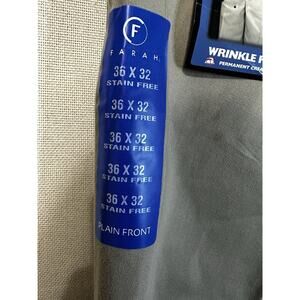 F
FARAH
36 X 32
STAIN FREE
36 X 32
STAIN FREE
36 X 32
STAIN FREE
36 X 32
STAIN FREE
36 X 32
STAIN FREE
PLAIN FRONT
WRINKLE
PERMANENT